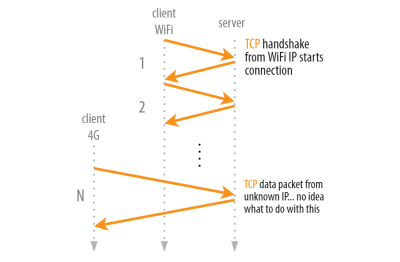 client
WiFi
server
TCP handshake
from WiFi IP starts
connection
1
2
client
4G
N
TCP data packet from
unknown IP... no idea
what to do with this